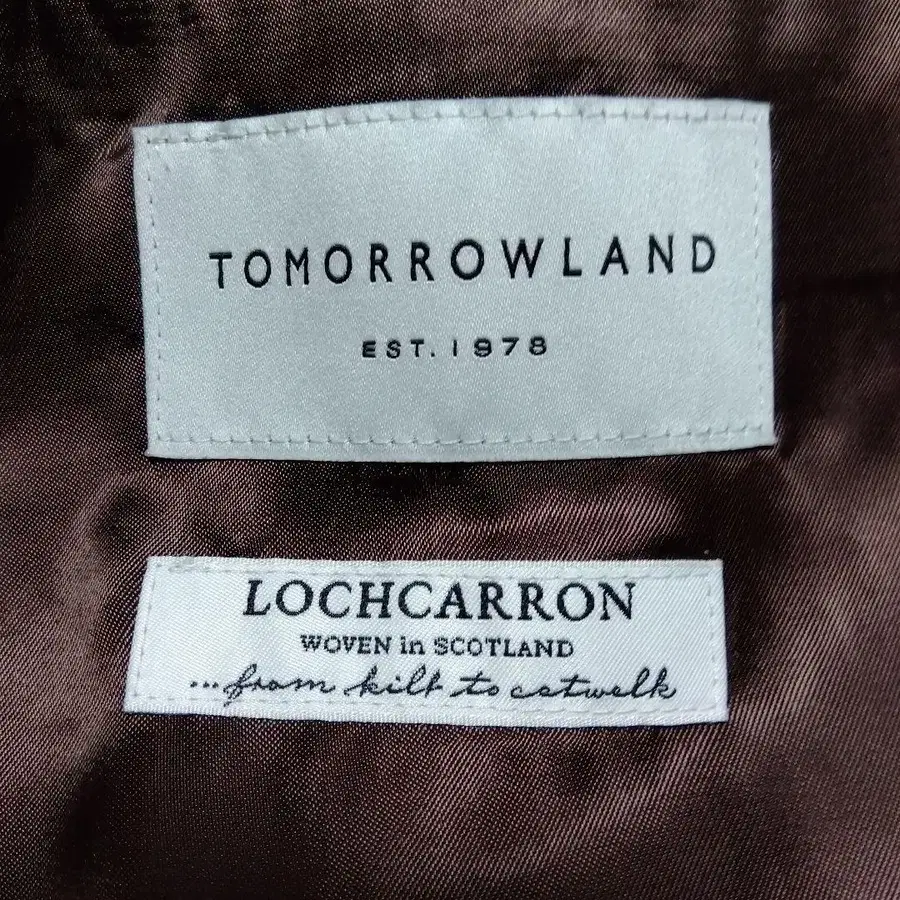 TOMORROWLAND
EST. 1978
LOCHCARRON
WOVEN in SCOTLAND
...from kilt to catwalk